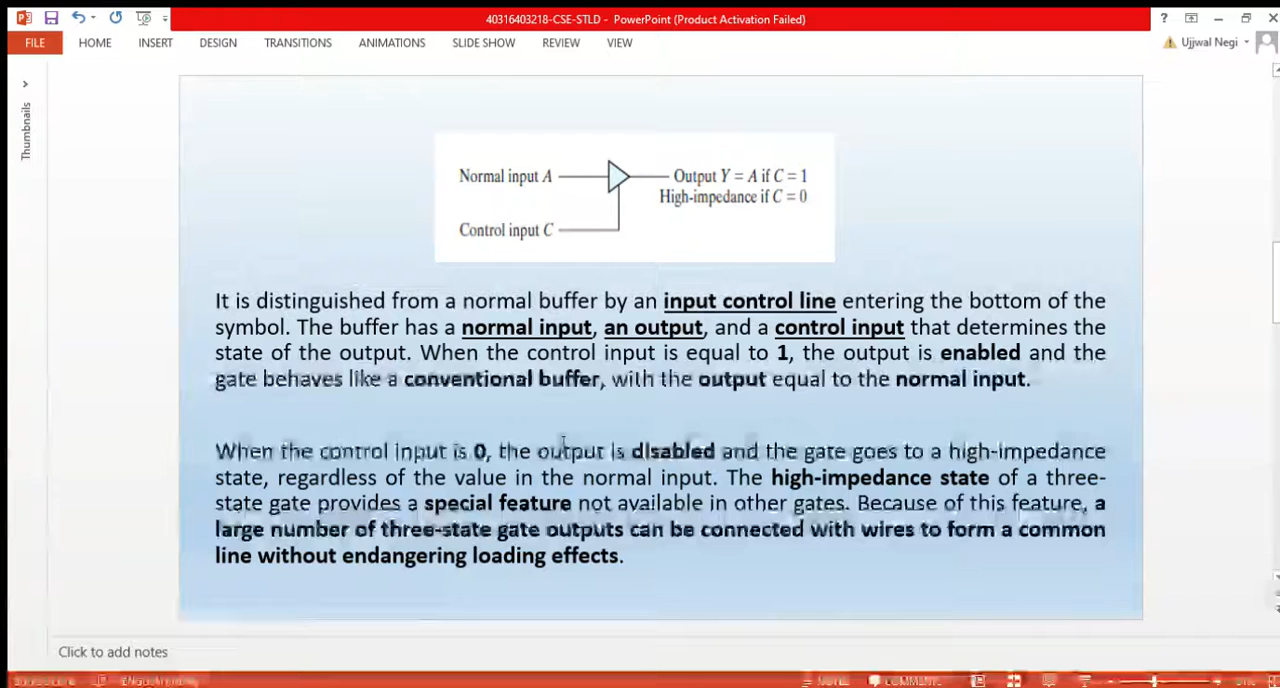 40316403218-CSE-STLD - PowerPoint (Product Activation Failed)
?
FILE HOME INSERT DESIGN TRANSITIONS ANIMATIONS SLIDE SHOW REVIEW VIEW
Ujjwal Negi
Thumbnails
Normal input A
Output Y = A if C = 1
High-impedance if C = 0
Control input C
It is distinguished from a normal buffer by an input control line entering the bottom of the
symbol. The buffer has a normal input, an output, and a control input that determines the
state of the output. When the control input is equal to 1, the output is enabled and the
gate behaves like a conventional buffer, with the output equal to the normal input.
When the control input is 0, the output is disabled and the gate goes to a high-impedance
state, regardless of the value in the normal input. The high-impedance state of a three-
state gate provides a special feature not available in other gates. Because of this feature, a
large number of three-state gate outputs can be connected with wires to form a common
line without endangering loading effects.
Click to add notes